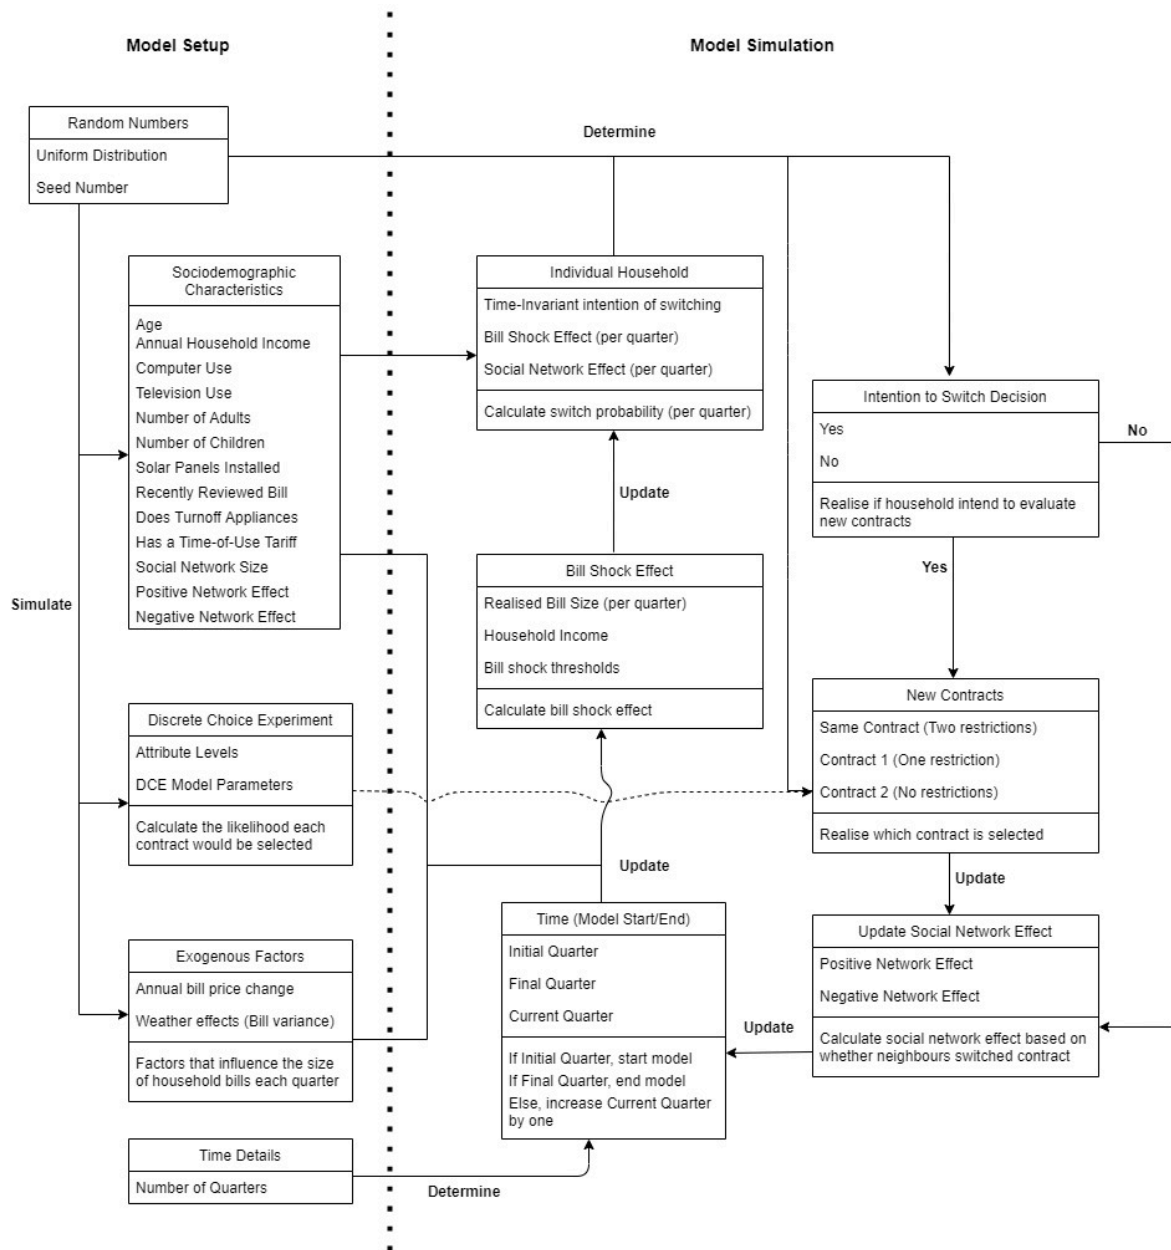 Model Setup
Model Simulation
Random Numbers
Uniform Distribution
Seed Number
Determine
Sociodemographic
Characteristics
Age
Annual Household Income
Computer Use
Television Use
Number of Adults
Number of Children
Solar Panels Installed
Recently Reviewed Bill
Does Turnoff Appliances
Has a Time-of-Use Tariff
Social Network Size
Positive Network Effect
Negative Network Effect
Simulate
Individual Household
Time-Invariant intention of switching
Bill Shock Effect (per quarter)
Social Network Effect (per quarter)
Calculate switch probability (per quarter)
Update
Intention to Switch Decision
Yes
No
Realise if household intend to evaluate
new contracts
No
Yes
Bill Shock Effect
Realised Bill Size (per quarter)
Household Income
Bill shock thresholds
Calculate bill shock effect
New Contracts
Same Contract (Two restrictions)
Contract 1 (One restriction)
Contract 2 (No restrictions)
Realise which contract is selected
Update
Discrete Choice Experiment
Attribute Levels
DCE Model Parameters
Calculate the likelihood each
contract would be selected
Update
Exogenous Factors
Annual bill price change
Weather effects (Bill variance)
Factors that influence the size
of household bills each quarter
Time (Model Start/End)
Initial Quarter
Final Quarter
Current Quarter
If Initial Quarter, start model
If Final Quarter, end model
Else, increase Current Quarter
by one
Update
Update Social Network Effect
Positive Network Effect
Negative Network Effect
Calculate social network effect based on
whether neighbours switched contract
Time Details
Number of Quarters
Determine